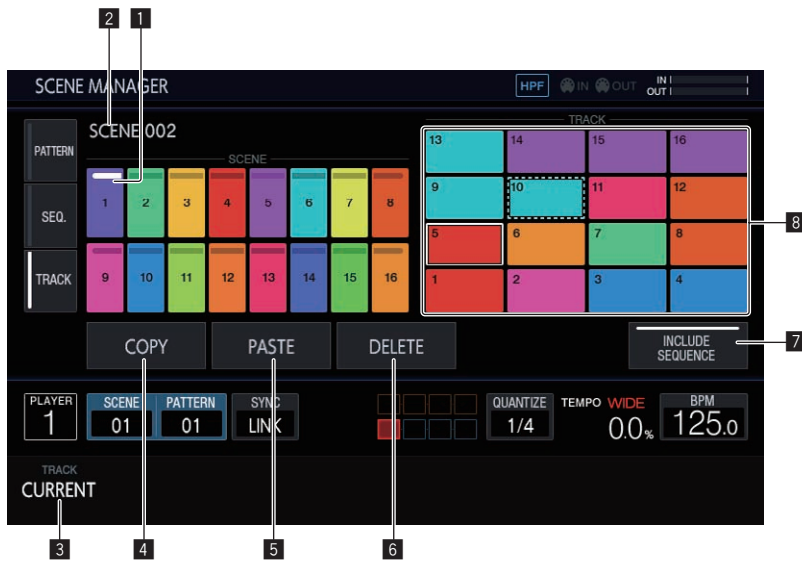 2 1
SCENE MANAGER
HPF IN OUT IN OUT
PATTERN
SEQ.
TRACK
SCENE 002
SCENE
1 2 3 4 5 6 7 8
9 10 11 12 13 14 15 16
TRACK
13 14 15 16
9 10 11 12
5 6 7 8
1 2 3 4
8
COPY PASTE DELETE
INCLUDE
SEQUENCE
7
PLAYER
1
SCENE PATTERN SYNC
01 01 LINK
QUANTIZE
1/4
TEMPO WIDE
0.0%
BPM
125.0
TRACK
CURRENT
3 4 5 6